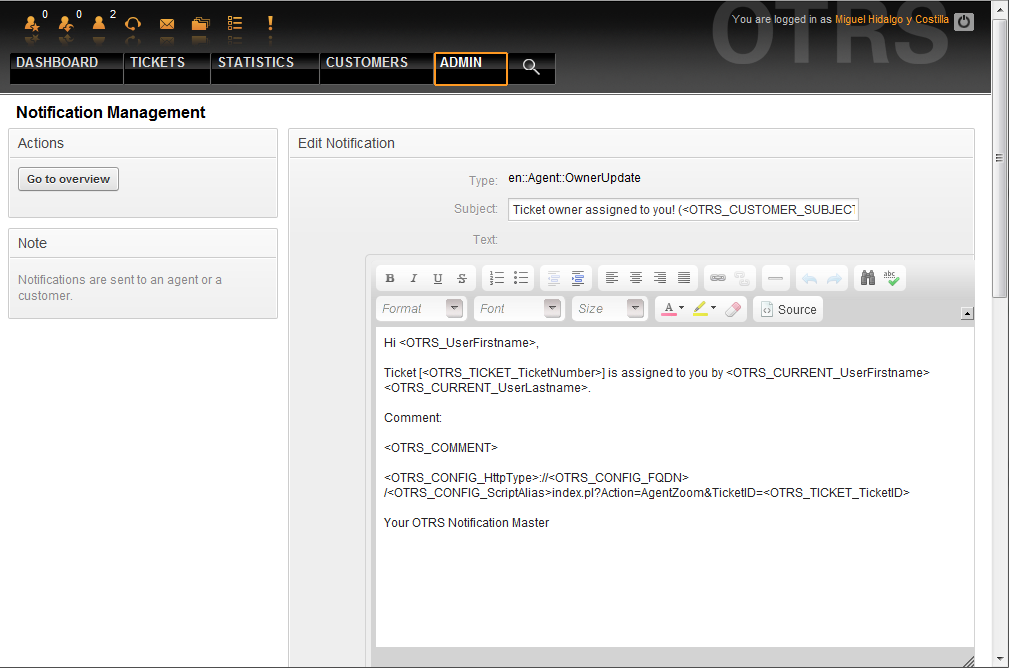 0 0 2
OTRS
You are logged in as Miguel Hidalgo y Costilla
DASHBOARD TICKETS STATISTICS CUSTOMERS ADMIN
Notification Management
Actions
Go to overview
Note
Notifications are sent to an agent or a
customer.
Edit Notification
Type: en::Agent::OwnerUpdate
Subject: Ticket owner assigned to you! (<OTRS_CUSTOMER_SUBJECT
Text:
B I U S
abc
Format Font Size A Source
Hi <OTRS_UserFirstname>,
Ticket [<OTRS_TICKET_TicketNumber>] is assigned to you by <OTRS_CURRENT_UserFirstname>
<OTRS_CURRENT_UserLastname>.
Comment:
<OTRS_COMMENT>
<OTRS_CONFIG_HttpType>://<OTRS_CONFIG_FQDN>
/<OTRS_CONFIG_ScriptAlias>index.pl?Action=AgentZoom&TicketID=<OTRS_TICKET_TicketID>
Your OTRS Notification Master